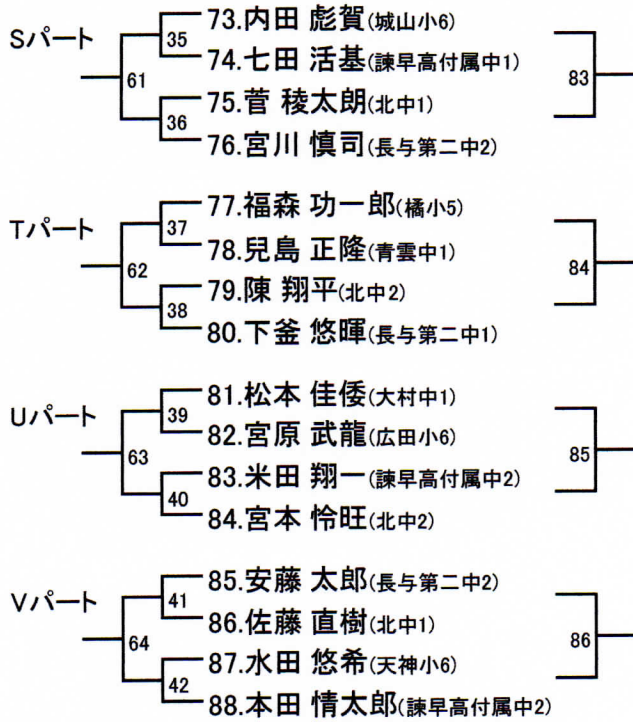 Sパート
73.内田 彪賀(城山小6)
35
74.七田 活基(諫早高付属中1)
61
83
75.菅 稜太朗(北中1)
36
76.宮川 慎司(長与第二中2)
Tパート
77.福森 功一郎(橘小5)
37
78.兒島 正隆(青雲中1)
62
84
79.陳 翔平(北中2)
38
80.下釜 悠暉(長与第二中1)
Uパート
81.松本 佳倭(大村中1)
39
82.宮原 武龍(広田小6)
63
85
83.米田 翔一(諫早高付属中2)
40
84.宮本 怜旺(北中2)
Vパート
85.安藤 太郎(長与第二中2)
41
86.佐藤 直樹(北中1)
64
86
87.水田 悠希(天神小6)
42
88.本田 情太郎(諫早高付属中2)